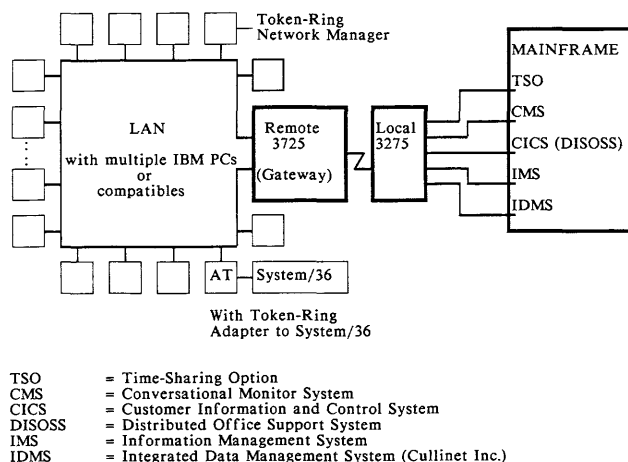 Token-Ring
Network Manager
MAINFRAME
TSO
CMS
CICS (DISOSS)
IMS
IDMS
LAN
with multiple IBM PCs
or
compatibles
Remote
3725
(Gateway)
Local
3275
AT
System/36
With Token-Ring
Adapter to System/36
TSO = Time-Sharing Option
CMS = Conversational Monitor System
CICS = Customer Information and Control System
DISOSS = Distributed Office Support System
IMS = Information Management System
IDMS = Integrated Data Management System (Cullinet Inc.)